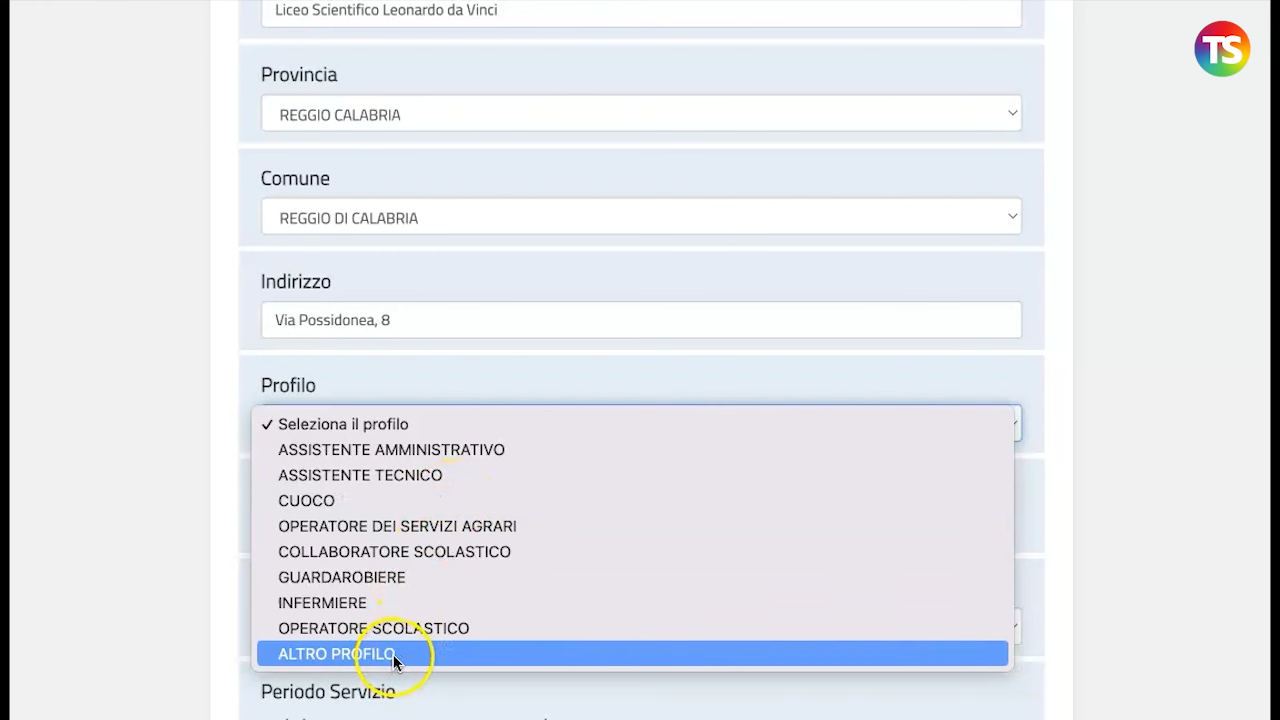 Liceo Scientifico Leonardo da Vinci
TS
Provincia
REGGIO CALABRIA
Comune
REGGIO DI CALABRIA
Indirizzo
Via Possidonea, 8
Profilo
✓ Seleziona il profilo
ASSISTENTE AMMINISTRATIVO
ASSISTENTE TECNICO
CUOCO
OPERATORE DEI SERVIZI AGRARI
COLLABORATORE SCOLASTICO
GUARDAROBIERE
INFERMIERE
OPERATORE SCOLASTICO
ALTRO PROFILO
Periodo Servizio